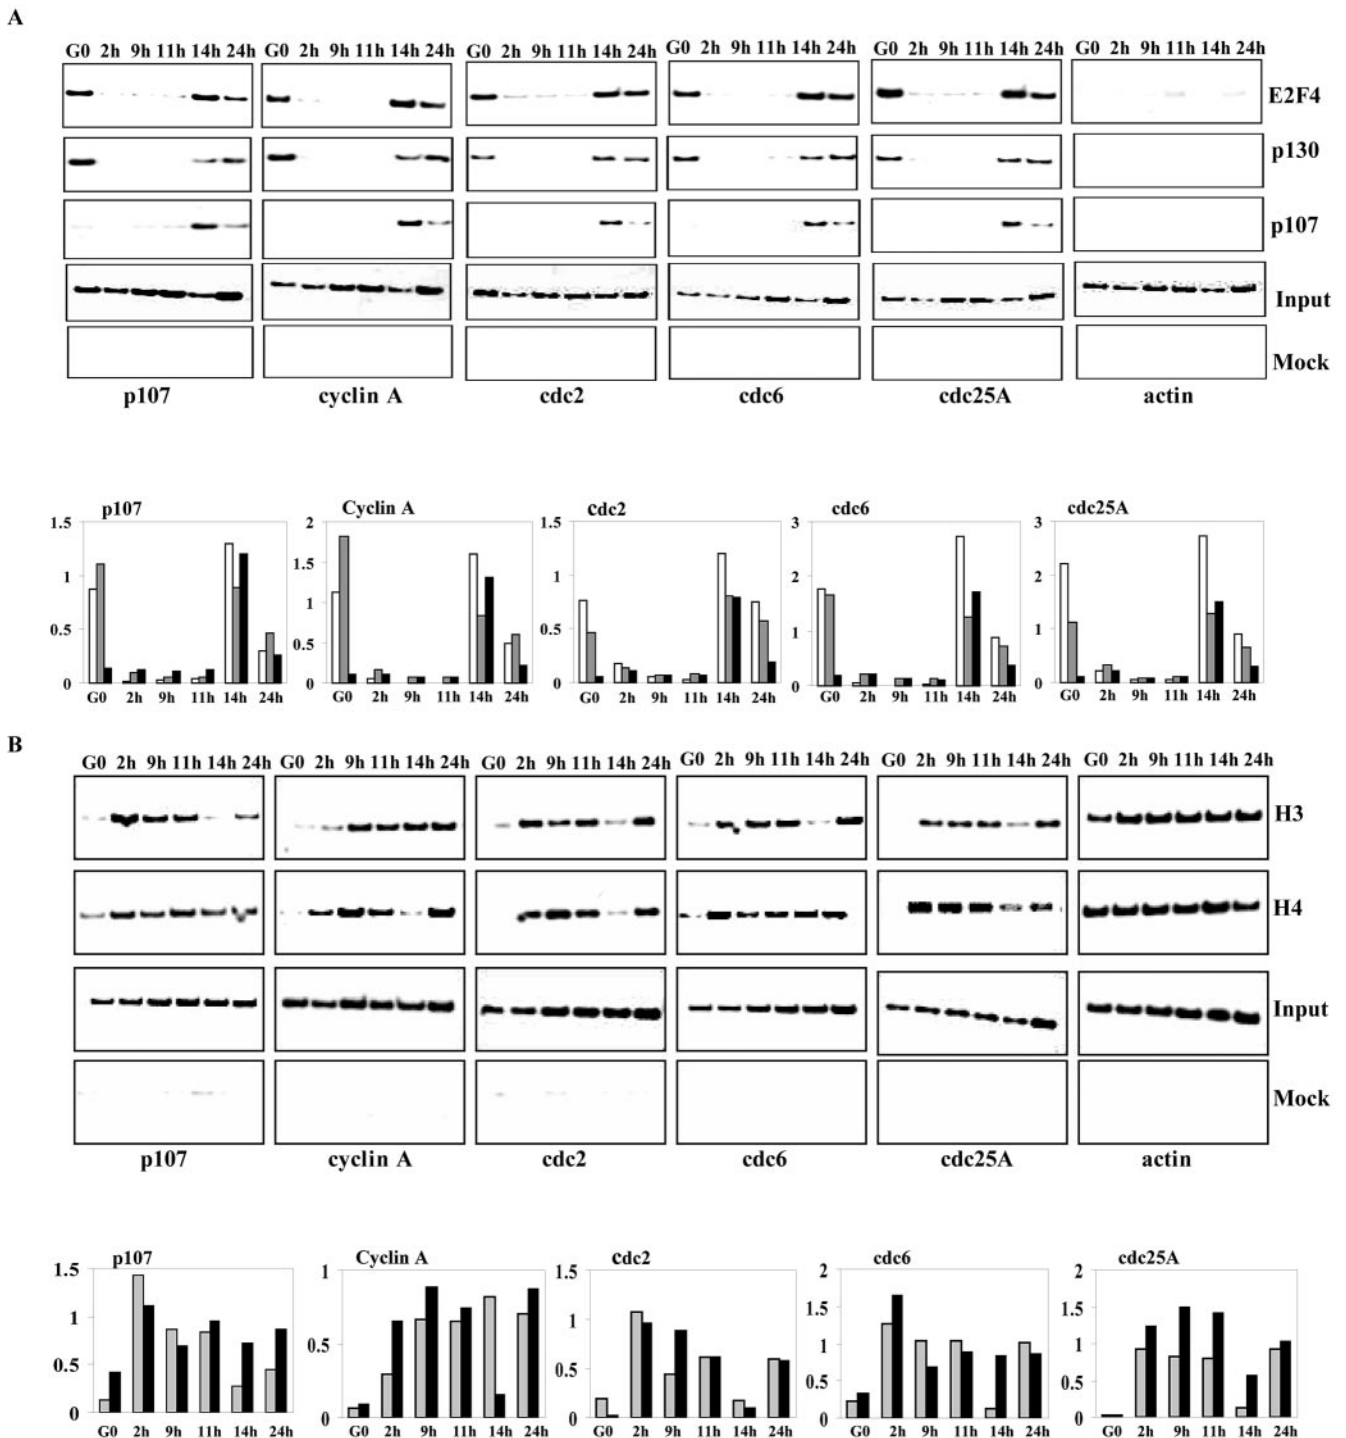 A
G0 2h 9h 11h 14h 24h G0 2h 9h 11h 14h 24h G0 2h 9h 11h 14h 24h G0 2h 9h 11h 14h 24h G0 2h 9h 11h 14h 24h G0 2h 9h 11h 14h 24h
E2F4
p130
p107
Input
Mock
p107 cyclin A cdc2 cdc6 cdc25A actin
p107 Cyclin A cdc2 cdc6 cdc25A
1.5 2 1.5 3 3
1.5
1 1 2 2
1
0.5 0.5 1 1
0.5
0 0 0 0 0
G0 2h 9h 11h 14h 24h G0 2h 9h 11h 14h 24h G0 2h 9h 11h 14h 24h G0 2h 9h 11h 14h 24h G0 2h 9h 11h 14h 24h
B
G0 2h 9h 11h 14h 24h G0 2h 9h 11h 14h 24h G0 2h 9h 11h 14h 24h G0 2h 9h 11h 14h 24h G0 2h 9h 11h 14h 24h G0 2h 9h 11h 14h 24h
H3
H4
Input
Mock
p107 cyclin A cdc2 cdc6 cdc25A actin
p107 Cyclin A cdc2 cdc6 cdc25A
1.5 1 1.5 2 2
1.5 1.5
1 1
0.5 1 1
0.5 0.5 0.5 0.5
0 0 0 0 0
G0 2h 9h 11h 14h 24h G0 2h 9h 11h 14h 24h G0 2h 9h 11h 14h 24h G0 2h 9h 11h 14h 24h G0 2h 9h 11h 14h 24h